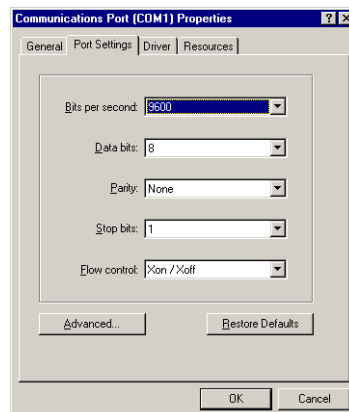 Communications Port (COM1) Properties
General Port Settings Driver Resources
Bits per second: 9600
Data bits: 8
Parity: None
Stop bits: 1
Flow control: Xon / Xoff
Advanced... Restore Defaults
OK Cancel